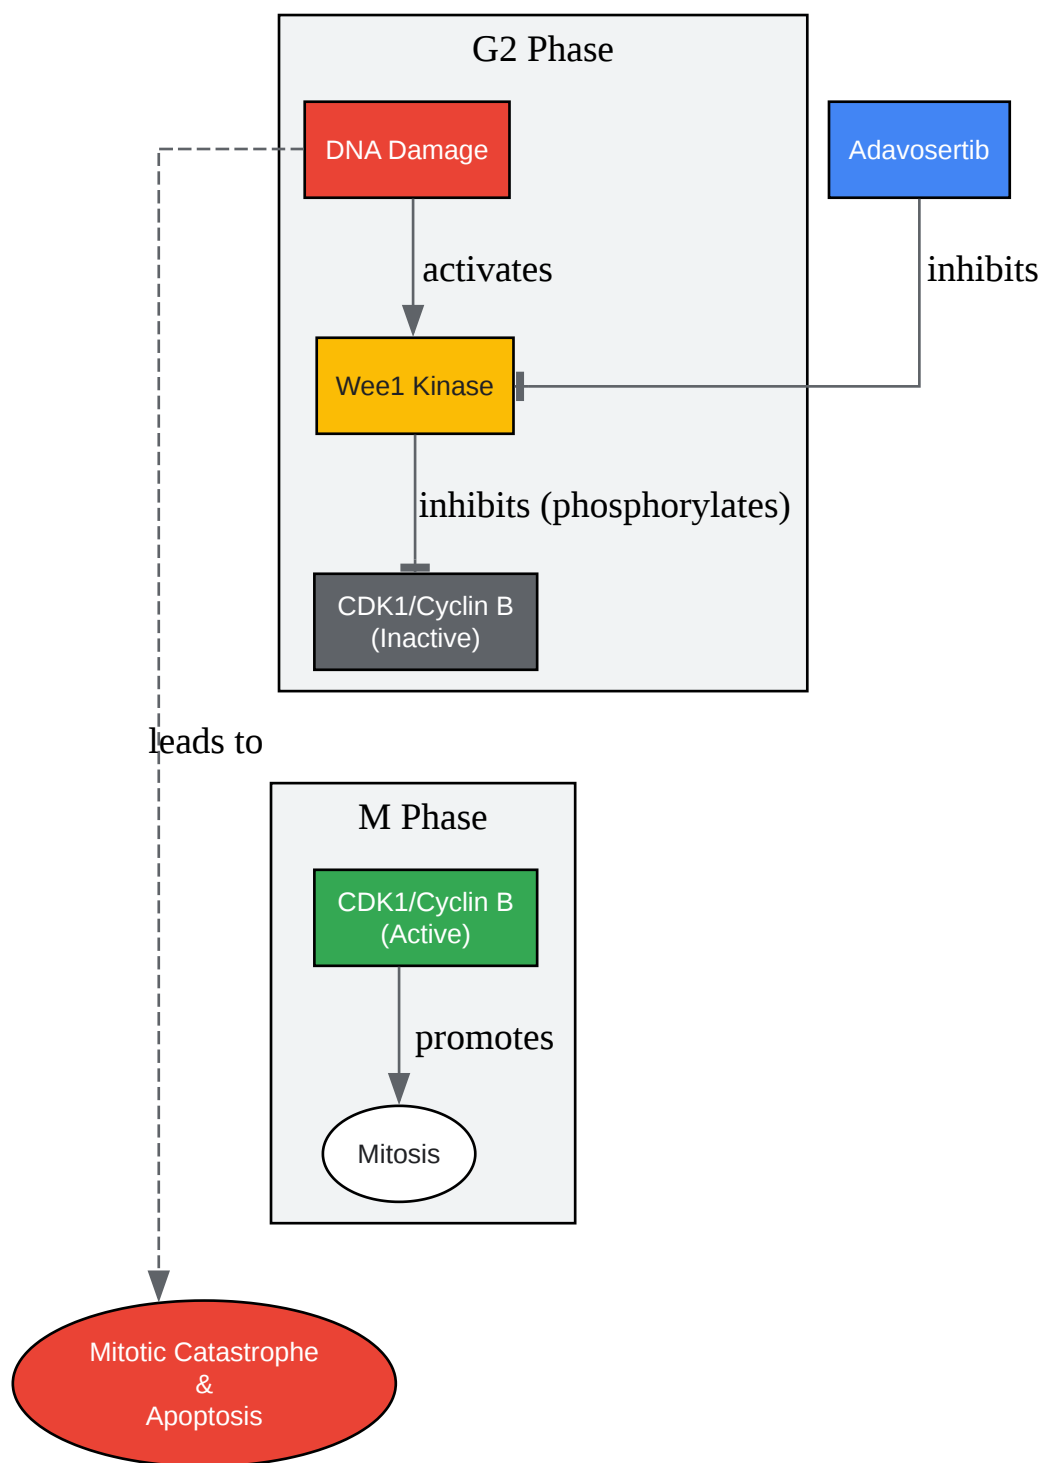 G2 Phase
DNA Damage
Adavosertib
activates
inhibits
Wee1 Kinase
inhibits (phosphorylates)
CDK1/Cyclin B
(Inactive)
leads to
M Phase
CDK1/Cyclin B
(Active)
promotes
Mitosis
Mitotic Catastrophe
&
Apoptosis